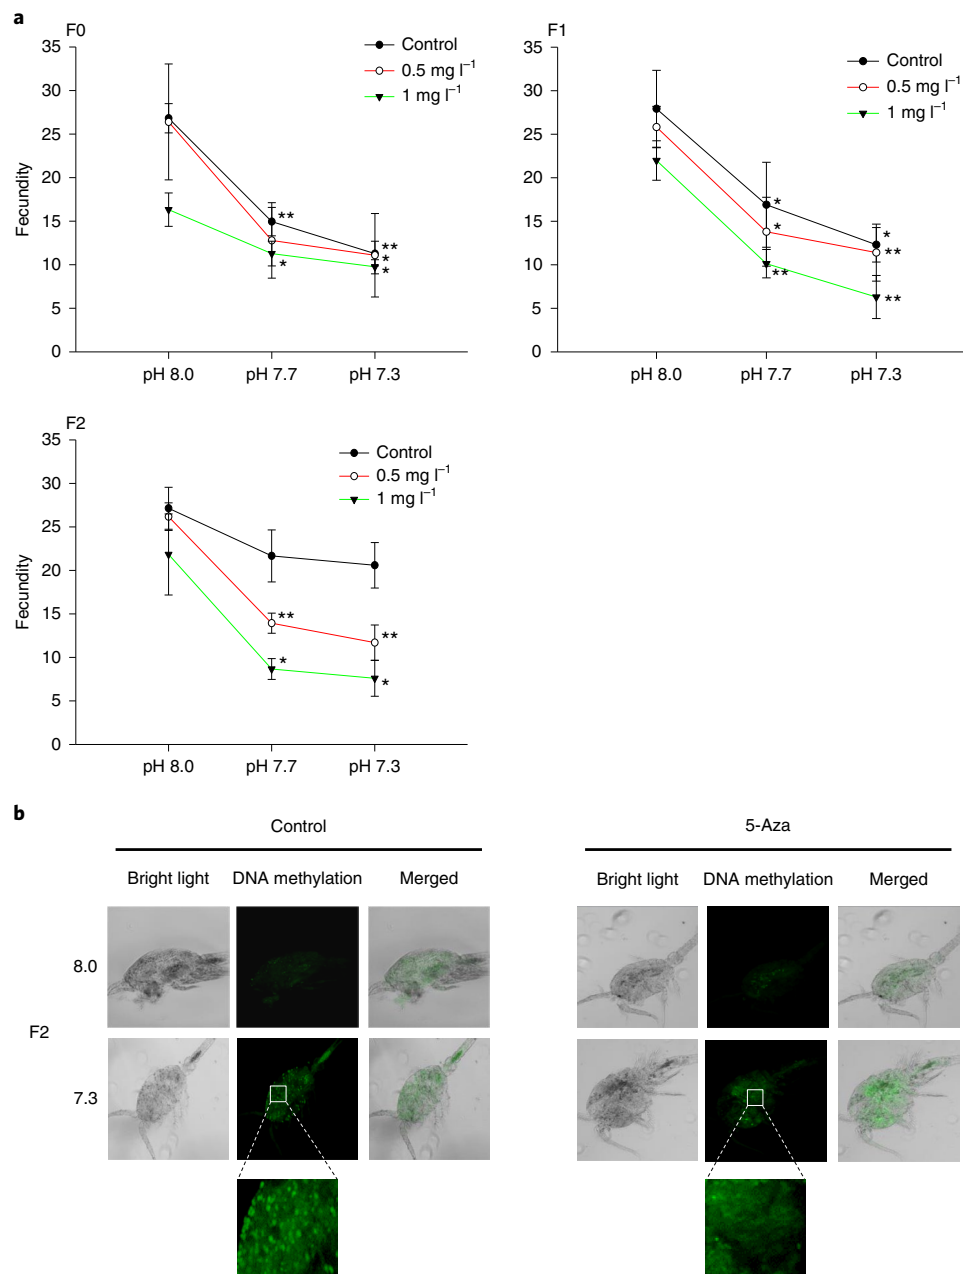 a
F0
35
30
25
20
15
10
5
0
Fecundity
Control
0.5 mg l⁻¹
1 mg l⁻¹
**
*
**
*
*
pH 8.0 pH 7.7 pH 7.3
F1
35
30
25
20
15
10
5
0
Control
0.5 mg l⁻¹
1 mg l⁻¹
*
*
**
*
**
**
pH 8.0 pH 7.7 pH 7.3
F2
35
30
25
20
15
10
5
0
Fecundity
Control
0.5 mg l⁻¹
1 mg l⁻¹
**
*
**
*
pH 8.0 pH 7.7 pH 7.3
b
Control
Bright light DNA methylation Merged
5-Aza
Bright light DNA methylation Merged
8.0
F2
7.3